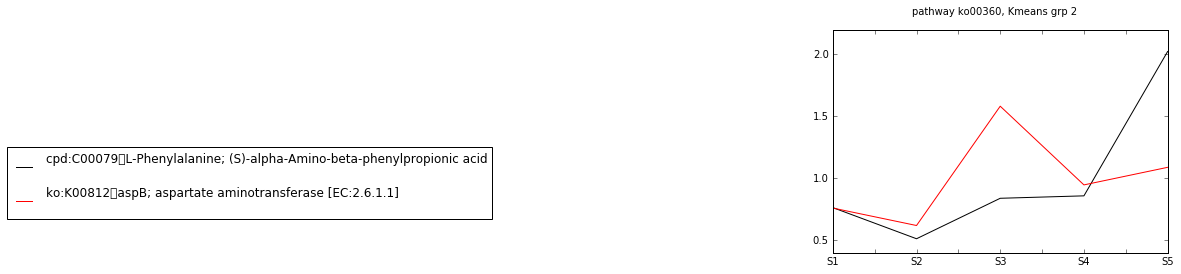 pathway ko00360, Kmeans grp 2
2.0
1.5
1.0
0.5
S1 S2 S3 S4 S5
cpd:C00079▯L-Phenylalanine; (S)-alpha-Amino-beta-phenylpropionic acid
ko:K00812▯aspB; aspartate aminotransferase [EC:2.6.1.1]